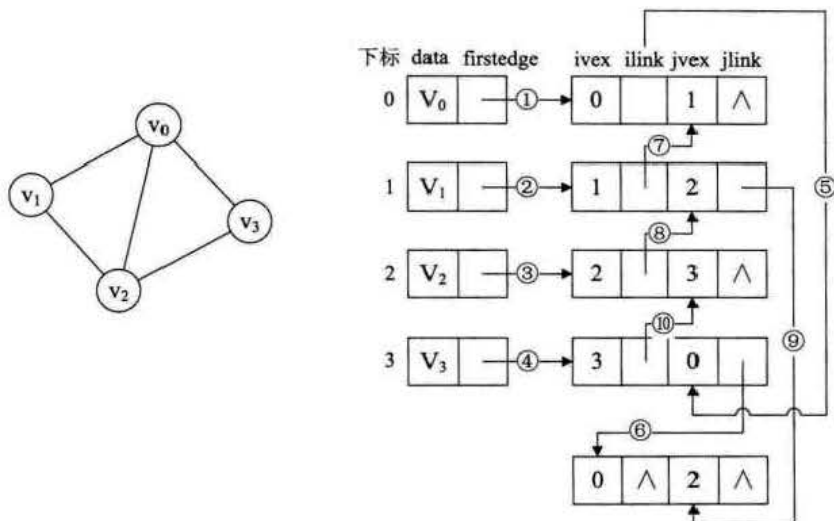 下标 data firstedge ivex ilink jvex jlink
0 V₀ ① 0 1 ∧
⑦
1 V₁ ② 1 2 ⑤
⑧
2 V₂ ③ 2 3 ∧
⑩ ⑨
3 V₃ ④ 3 0
⑥
0 ∧ 2 ∧
v₀
v₁
v₃
v₂